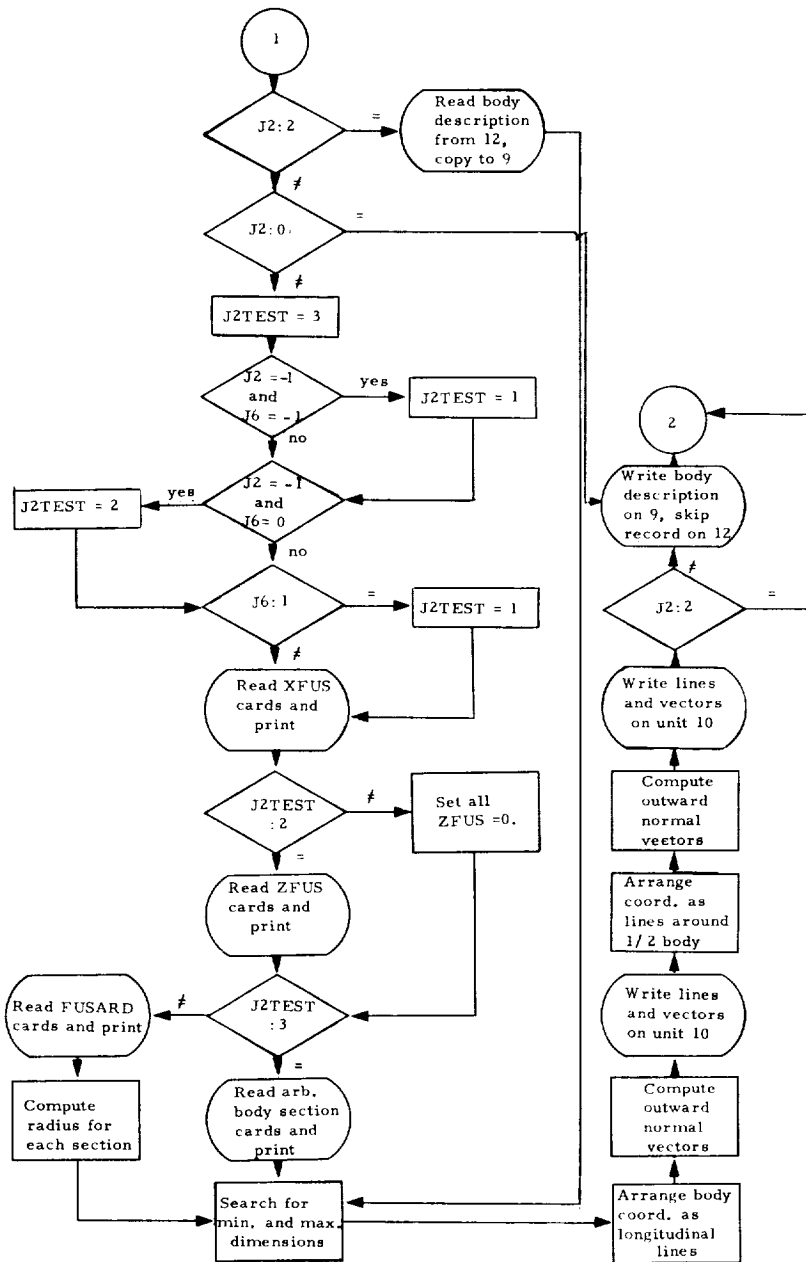 1
J2:2
=
Read body
description
from 12,
copy to 9
≠
J2:0
=
≠
J2TEST = 3
J2 = -1
and
J6 = -1
yes
J2TEST = 1
no
J2 = -1
and
J6= 0
yes
J2TEST = 2
no
J6:1
=
J2TEST = 1
≠
Read XFUS
cards and
print
J2TEST
:2
≠
Set all
ZFUS =0.
=
Read ZFUS
cards and
print
J2TEST
:3
≠
Read FUSARD
cards and print
Compute
radius for
each section
=
Read arb.
body section
cards and
print
Search for
min. and max.
dimensions
2
Write body
description
on 9, skip
record on 12
≠
J2:2
=
Write lines
and vectors
on unit 10
Compute
outward
normal
vectors
Arrange
coord. as
lines around
1/2 body
Write lines
and vectors
on unit 10
Compute
outward
normal
vectors
Arrange body
coord. as
longitudinal
lines